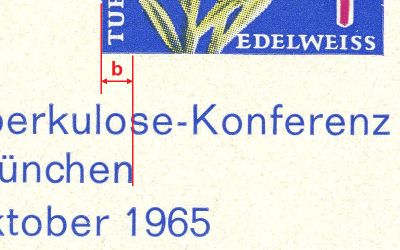 TUB
EDELWEISS
b
berkulose-Konferenz
ünchen
ktober 1965